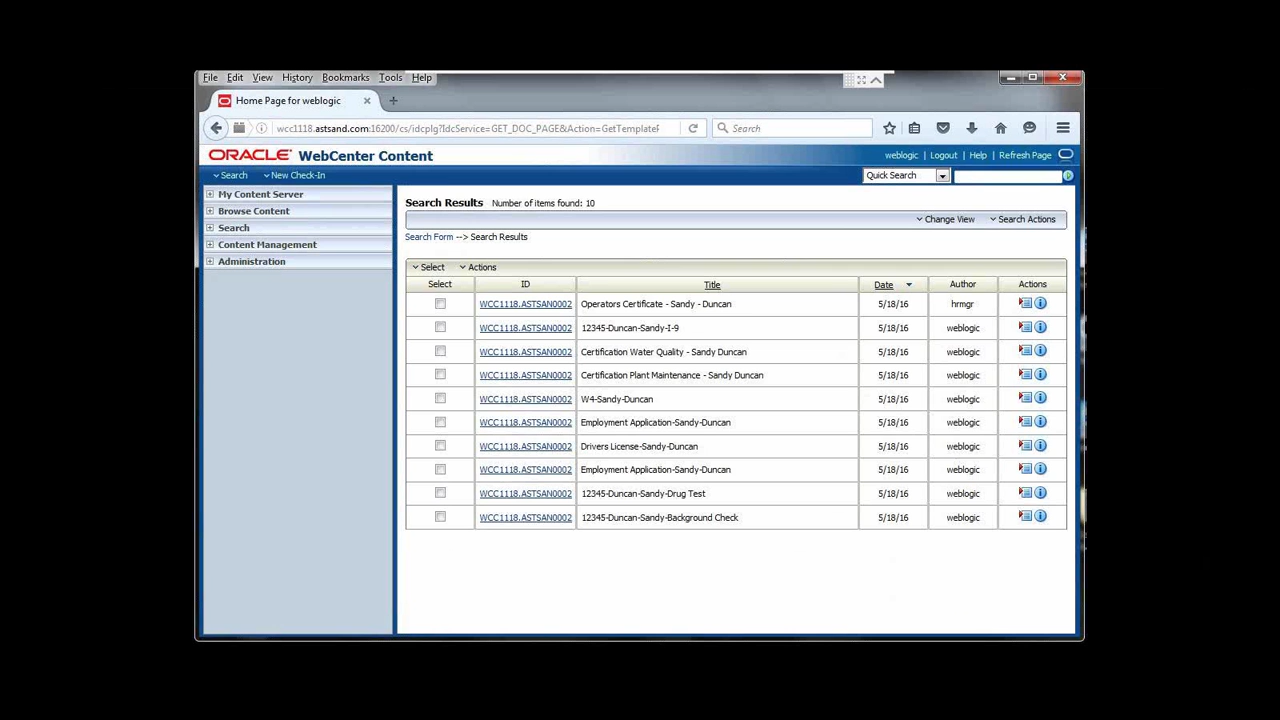 File Edit View History Bookmarks Tools Help
Home Page for weblogic
wcc1118.astsand.com:16200/cs/idcplg?IdcService=GET_DOC_PAGE&Action=GetTemplateF Search
ORACLE WebCenter Content weblogic | Logout | Help | Refresh Page
Search New Check-In Quick Search
My Content Server
Browse Content
Search
Content Management
Administration
Search Results Number of items found: 10
Change View Search Actions
Search Form --> Search Results
Select Actions
Select ID Title Date Author Actions
WCC1118.ASTSAN0002 Operators Certificate - Sandy - Duncan 5/18/16 hrmgr
WCC1118.ASTSAN0002 12345-Duncan-Sandy-I-9 5/18/16 weblogic
WCC1118.ASTSAN0002 Certification Water Quality - Sandy Duncan 5/18/16 weblogic
WCC1118.ASTSAN0002 Certification Plant Maintenance - Sandy Duncan 5/18/16 weblogic
WCC1118.ASTSAN0002 W4-Sandy-Duncan 5/18/16 weblogic
WCC1118.ASTSAN0002 Employment Application-Sandy-Duncan 5/18/16 weblogic
WCC1118.ASTSAN0002 Drivers License-Sandy-Duncan 5/18/16 weblogic
WCC1118.ASTSAN0002 Employment Application-Sandy-Duncan 5/18/16 weblogic
WCC1118.ASTSAN0002 12345-Duncan-Sandy-Drug Test 5/18/16 weblogic
WCC1118.ASTSAN0002 12345-Duncan-Sandy-Background Check 5/18/16 weblogic